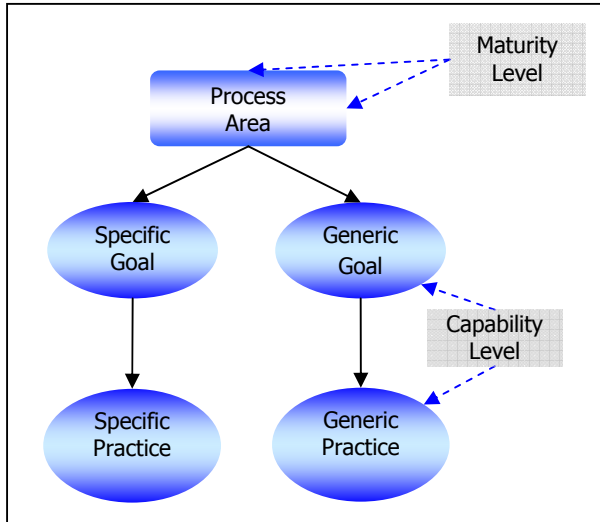 Maturity
Level
Process
Area
Specific
Goal
Generic
Goal
Capability
Level
Specific
Practice
Generic
Practice